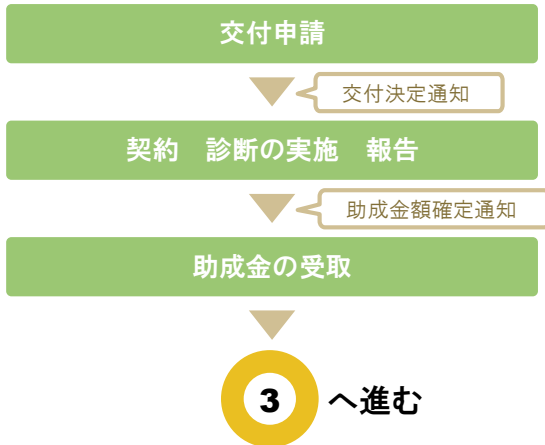 交付申請
交付決定通知
契約　診断の実施　報告
助成金額確定通知
助成金の受取
3 へ進む